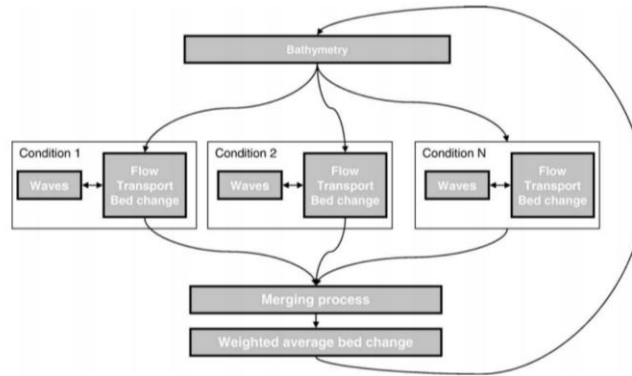 Bathymetry
Condition 1
Waves
Flow
Transport
Bed change
Condition 2
Waves
Flow
Transport
Bed change
Condition N
Waves
Flow
Transport
Bed change
Merging process
Weighted average bed change